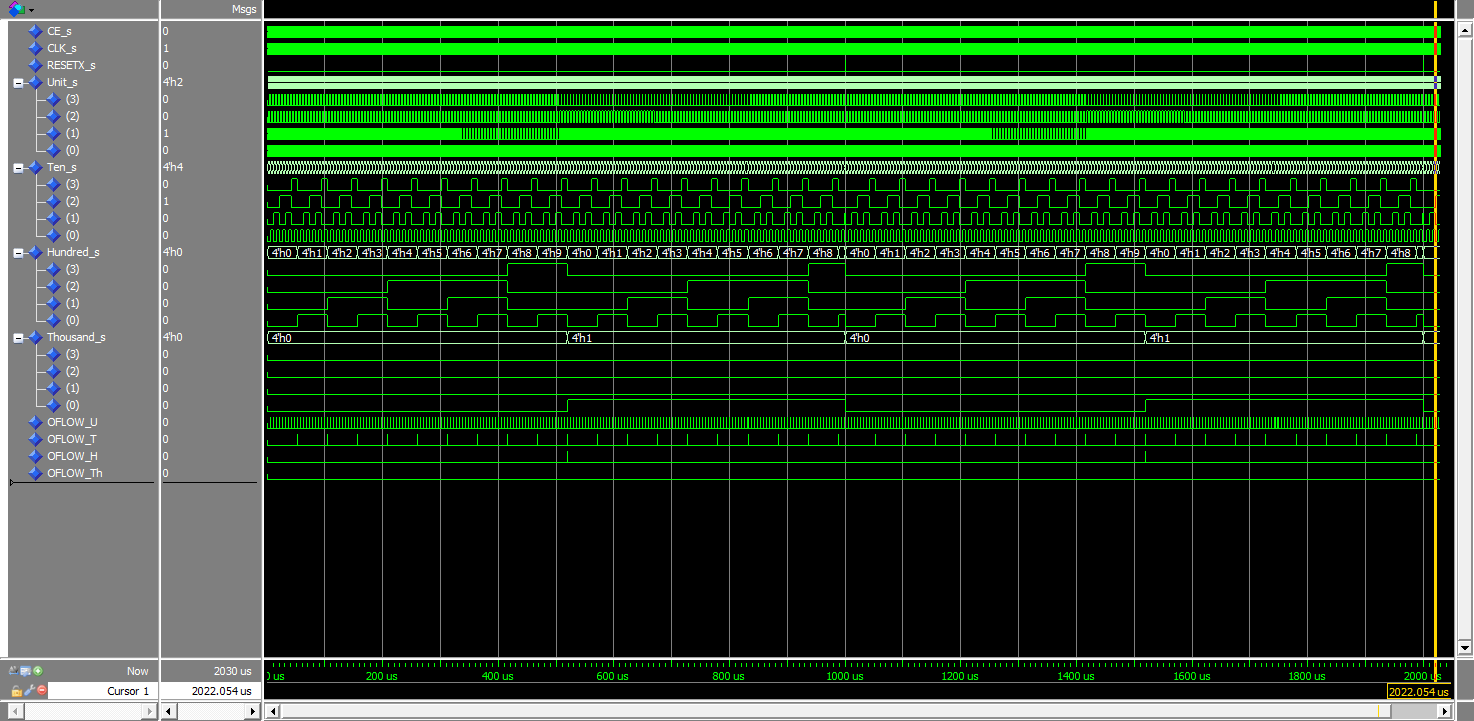 Msgs
CE_s 0
CLK_s 1
RESETX_s 0
Unit_s 4'h2
(3) 0
(2) 0
(1) 1
(0) 0
Ten_s 4'h4
(3) 0
(2) 1
(1) 0
(0) 0
Hundred_s 4'h0 4'h0 4'h1 4'h2 4'h3 4'h4 4'h5 4'h6 4'h7 4'h8 4'h9 4'h0 4'h1 4'h2 4'h3 4'h4 4'h5 4'h6 4'h7 4'h8 4'h0 4'h1 4'h2 4'h3 4'h4 4'h5 4'h6 4'h7 4'h8 4'h9 4'h0 4'h1 4'h2 4'h3 4'h4 4'h5 4'h6 4'h7 4'h8
(3) 0
(2) 0
(1) 0
(0) 0
Thousand_s 4'h0 4'h0 4'h1 4'h0 4'h1
(3) 0
(2) 0
(1) 0
(0) 0
OFLOW_U 0
OFLOW_T 0
OFLOW_H 0
OFLOW_Th 0
Now 2030 us 0 us 200 us 400 us 600 us 800 us 1000 us 1200 us 1400 us 1600 us 1800 us 2000 us
Cursor 1 2022.054 us 2022.054 us